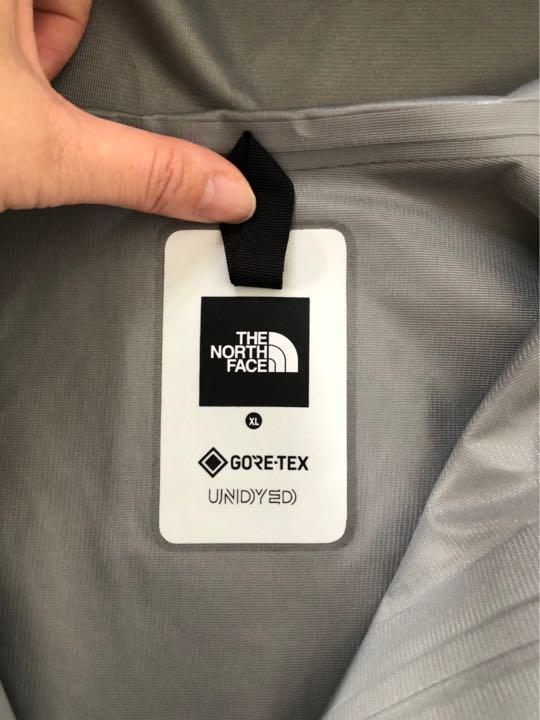 THE
NORTH
FACE
XL
GORE-TEX
UNDYED